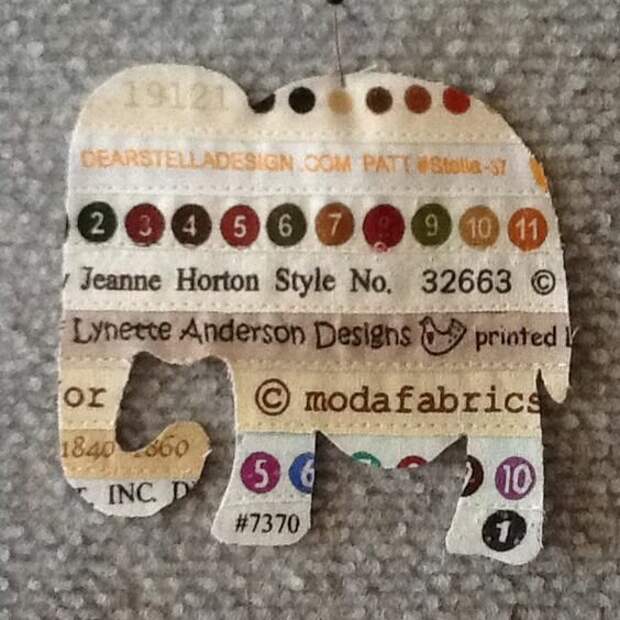 19121
DEARSTELLADESIGN.COM PATT #Stella-37
2 3 4 5 6 7 8 9 10 11
Jeanne Horton Style No. 32663 ©
Lynette Anderson Designs printed
or © modafabrics
1840 1860
INC. 5 6 10
#7370 1